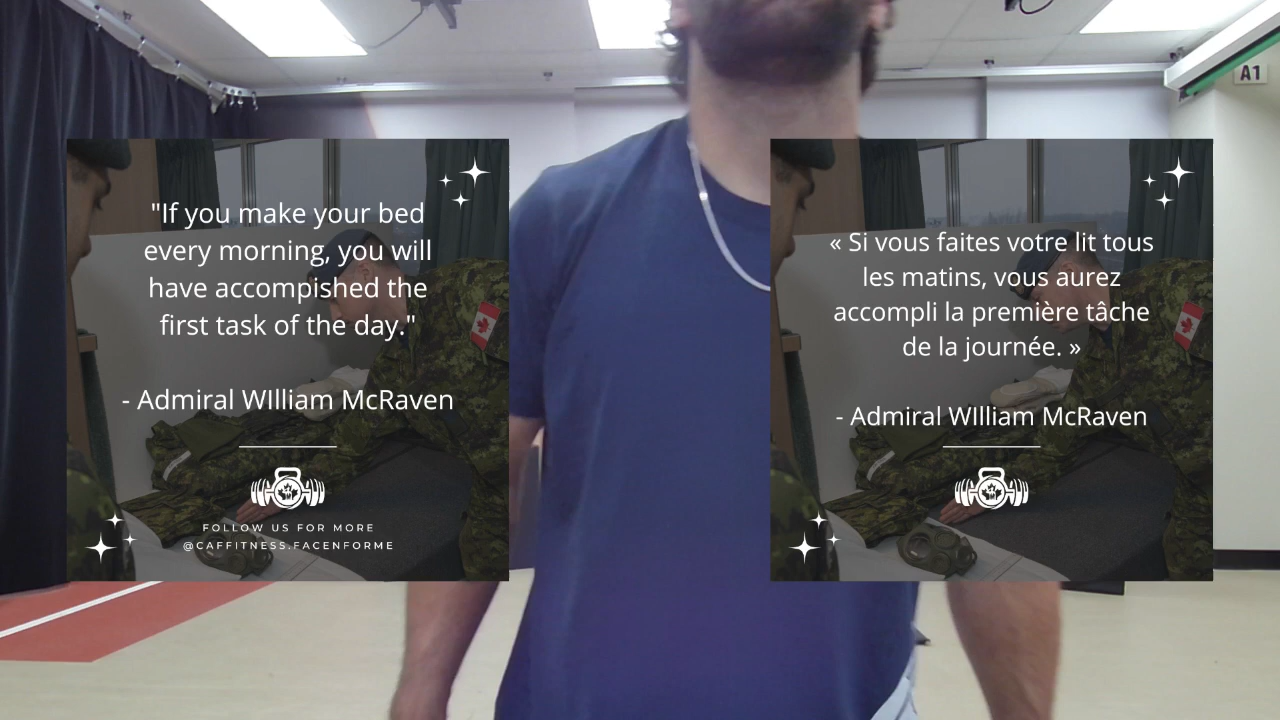 A1
"If you make your bed
every morning, you will
have accompished the
first task of the day."
- Admiral WIlliam McRaven
FOLLOW US FOR MORE
@CAFFITNESS.FACENFORME
« Si vous faites votre lit tous
les matins, vous aurez
accompli la première tâche
de la journée. »
- Admiral WIlliam McRaven